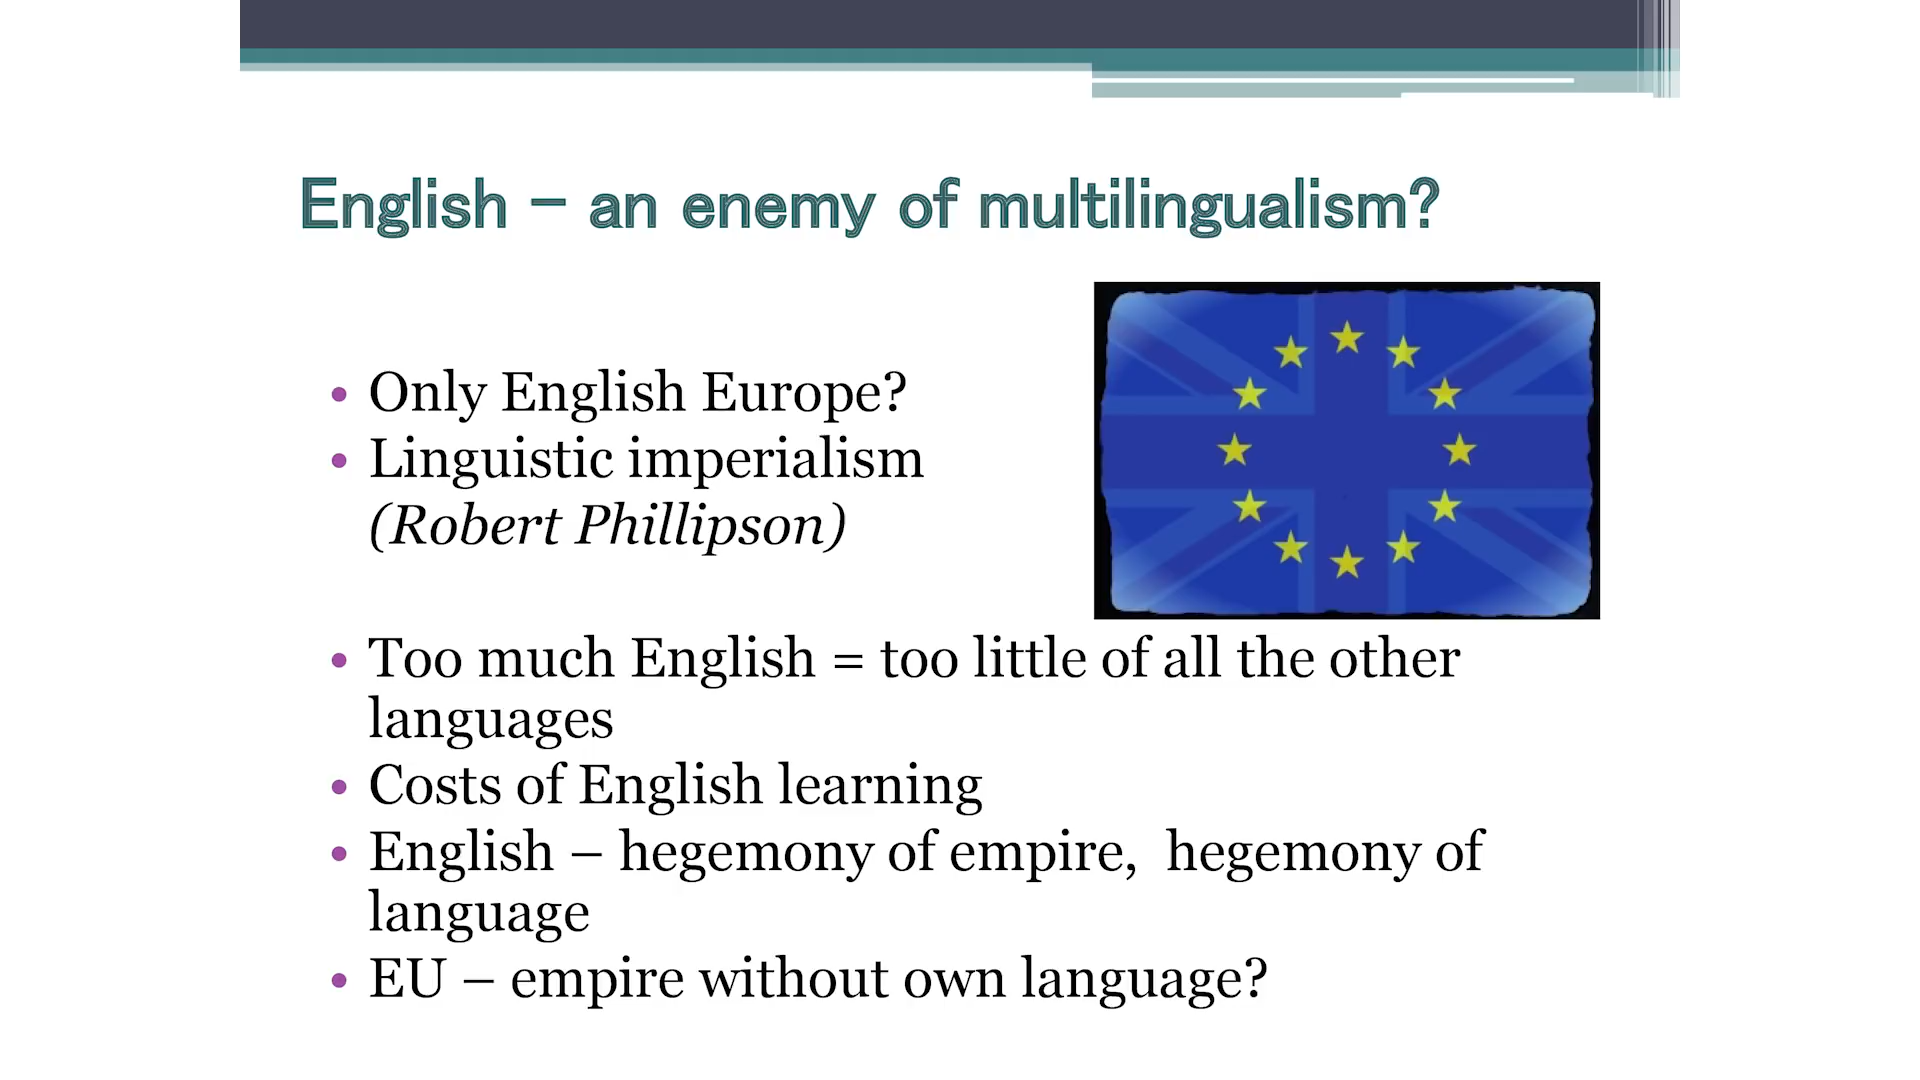 English – an enemy of multilingualism?
• Only English Europe?
• Linguistic imperialism
(Robert Phillipson)
• Too much English = too little of all the other
languages
• Costs of English learning
• English – hegemony of empire,  hegemony of
language
• EU – empire without own language?